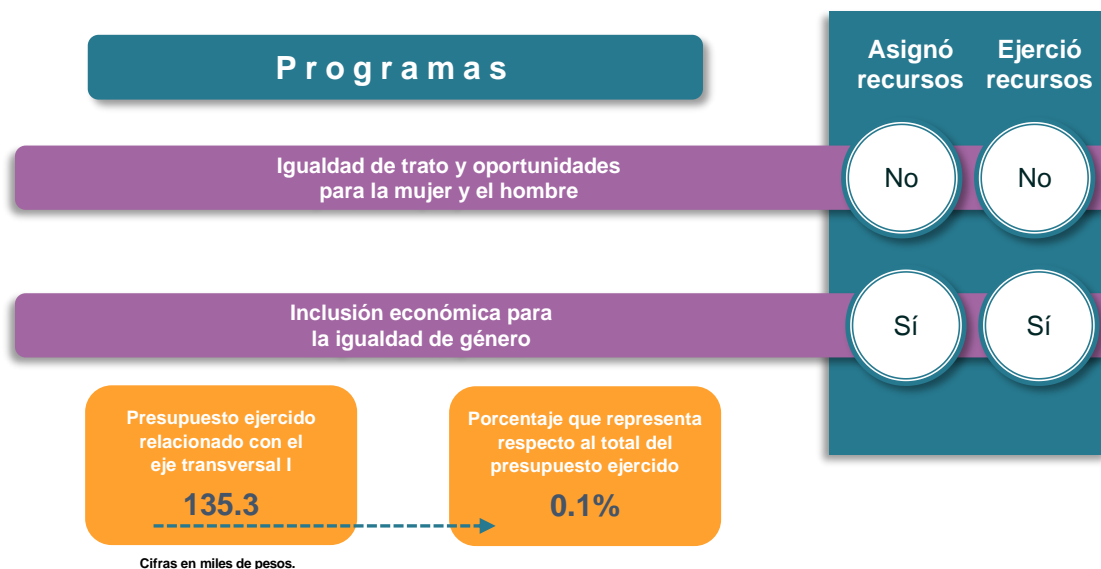 Programas
Asignó
recursos
Ejerció
recursos
Igualdad de trato y oportunidades
para la mujer y el hombre
No
No
Inclusión económica para
la igualdad de género
Sí
Sí
Presupuesto ejercido
relacionado con el
eje transversal I
135.3
Porcentaje que representa
respecto al total del
presupuesto ejercido
0.1%
Cifras en miles de pesos.